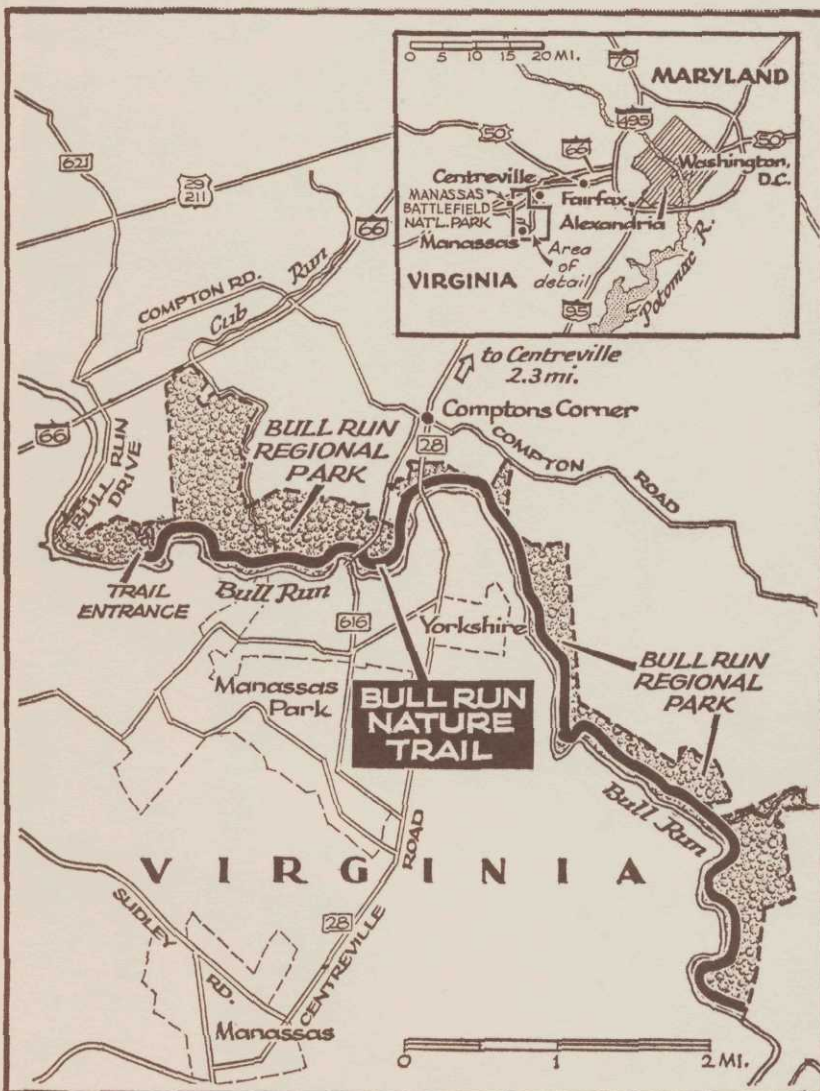 0 5 10 15 20 MI.
70
MARYLAND
495
50
66
50
Washington,
D.C.
Centreville
Fairfax
MANASSAS
BATTLEFIELD
NAT'L. PARK
Alexandria
Manassas
Area
of
detail
VIRGINIA
95
Potomac R.
621
29
211
66
COMPTON RD.
Cub Run
to Centreville
2.3 mi.
Comptons Corner
28
COMPTON
ROAD
66
BULL RUN
DRIVE
BULL RUN
REGIONAL
PARK
TRAIL
ENTRANCE
Bull Run
616
Yorkshire
BULL RUN
REGIONAL
PARK
Manassas
Park
BULL RUN
NATURE
TRAIL
Bull Run
VIRGINIA
SUDLEY
RD.
28
CENTREVILLE
ROAD
Manassas
0 1 2 MI.